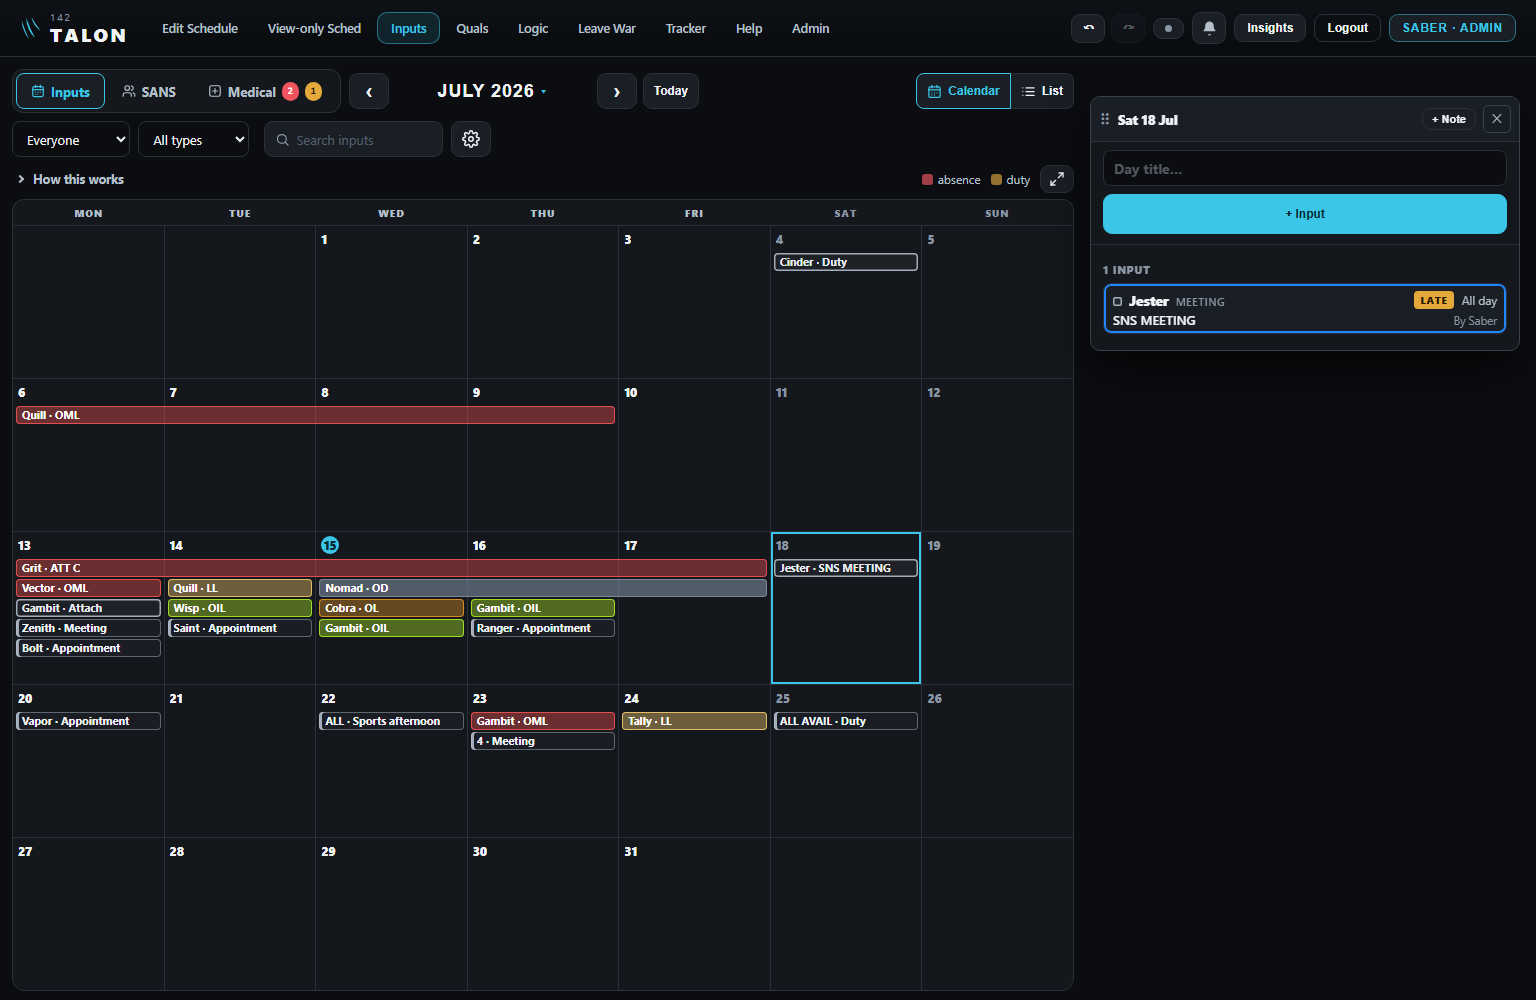 142
TALON
Edit Schedule
View-only Sched
Inputs
Quals
Logic
Leave War
Tracker
Help
Admin
Insights
Logout
SABER · ADMIN
Inputs
SANS
Medical 2 1
JULY 2026
Today
Calendar
List
Everyone
All types
Search inputs
How this works
absence
duty
MON TUE WED THU FRI SAT SUN
1 2 3 4 5
Cinder · Duty
6 7 8 9 10 11 12
Quill · OML
13 14 15 16 17 18 19
Grit · ATT C
Jester · SNS MEETING
Vector · OML
Quill · LL
Nomad · OD
Gambit · Attach
Wisp · OIL
Cobra · OL
Gambit · OIL
Zenith · Meeting
Saint · Appointment
Gambit · OIL
Ranger · Appointment
Bolt · Appointment
20 21 22 23 24 25 26
Vapor · Appointment
ALL · Sports afternoon
Gambit · OML
Tally · LL
ALL AVAIL · Duty
4 · Meeting
27 28 29 30 31
Sat 18 Jul
+ Note
Day title...
+ Input
1 INPUT
Jester MEETING LATE All day
SNS MEETING By Saber